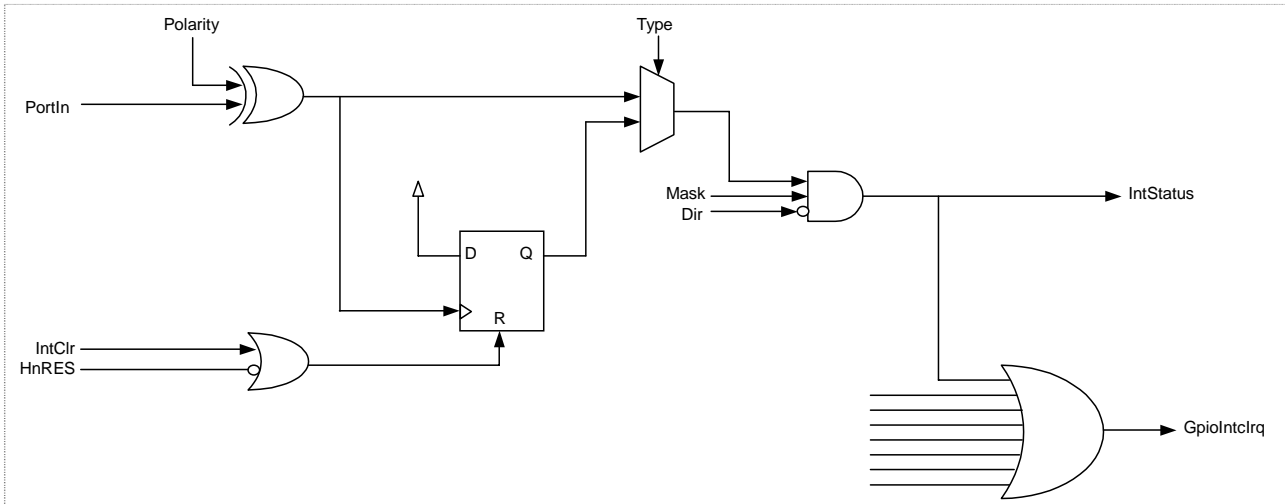 Polarity
Type
PortIn
Mask
IntStatus
Dir
D
Q
R
IntClr
HnRES
GpioIntcIrq